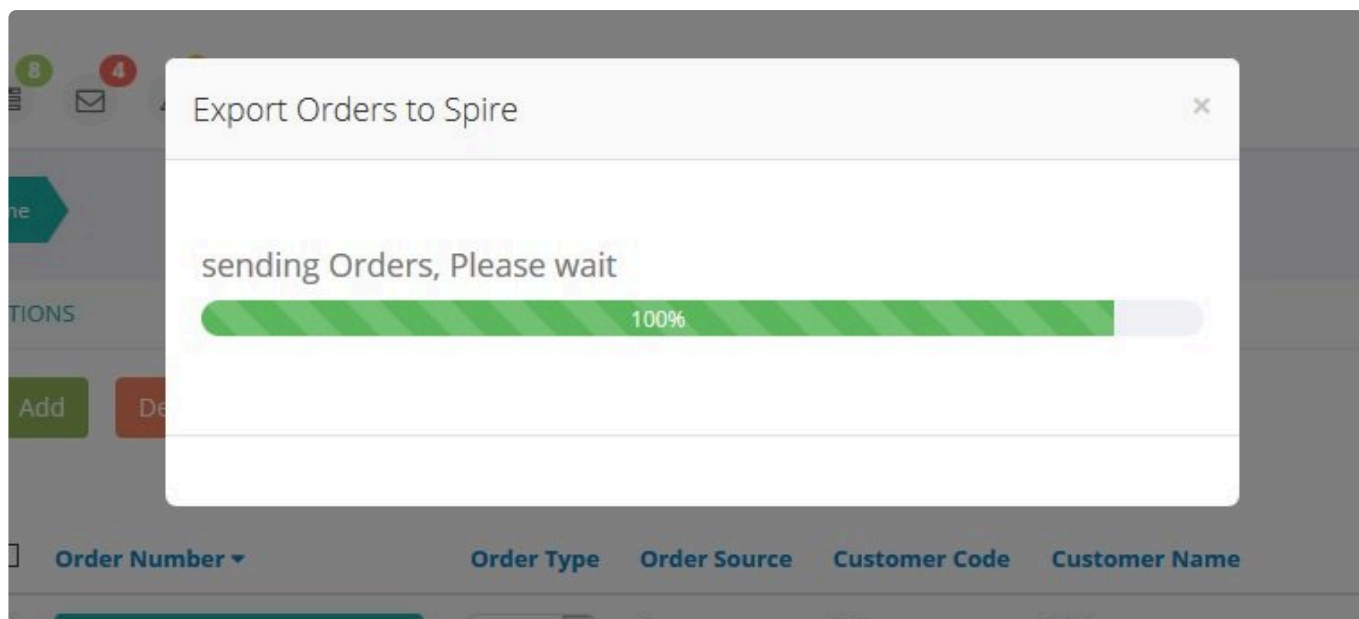 8
4
Export Orders to Spire
×
sending Orders, Please wait
100%
TIONS
Add
Order Number
Order Type
Order Source
Customer Code
Customer Name